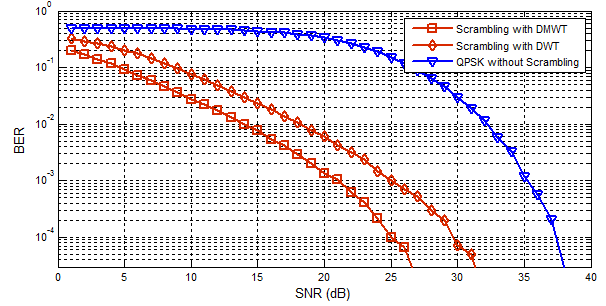 10^0
10^-1
10^-2
10^-3
10^-4
BER
Scrambling with DMWT
Scrambling with DWT
QPSK without Scrambling
0 5 10 15 20 25 30 35 40
SNR (dB)